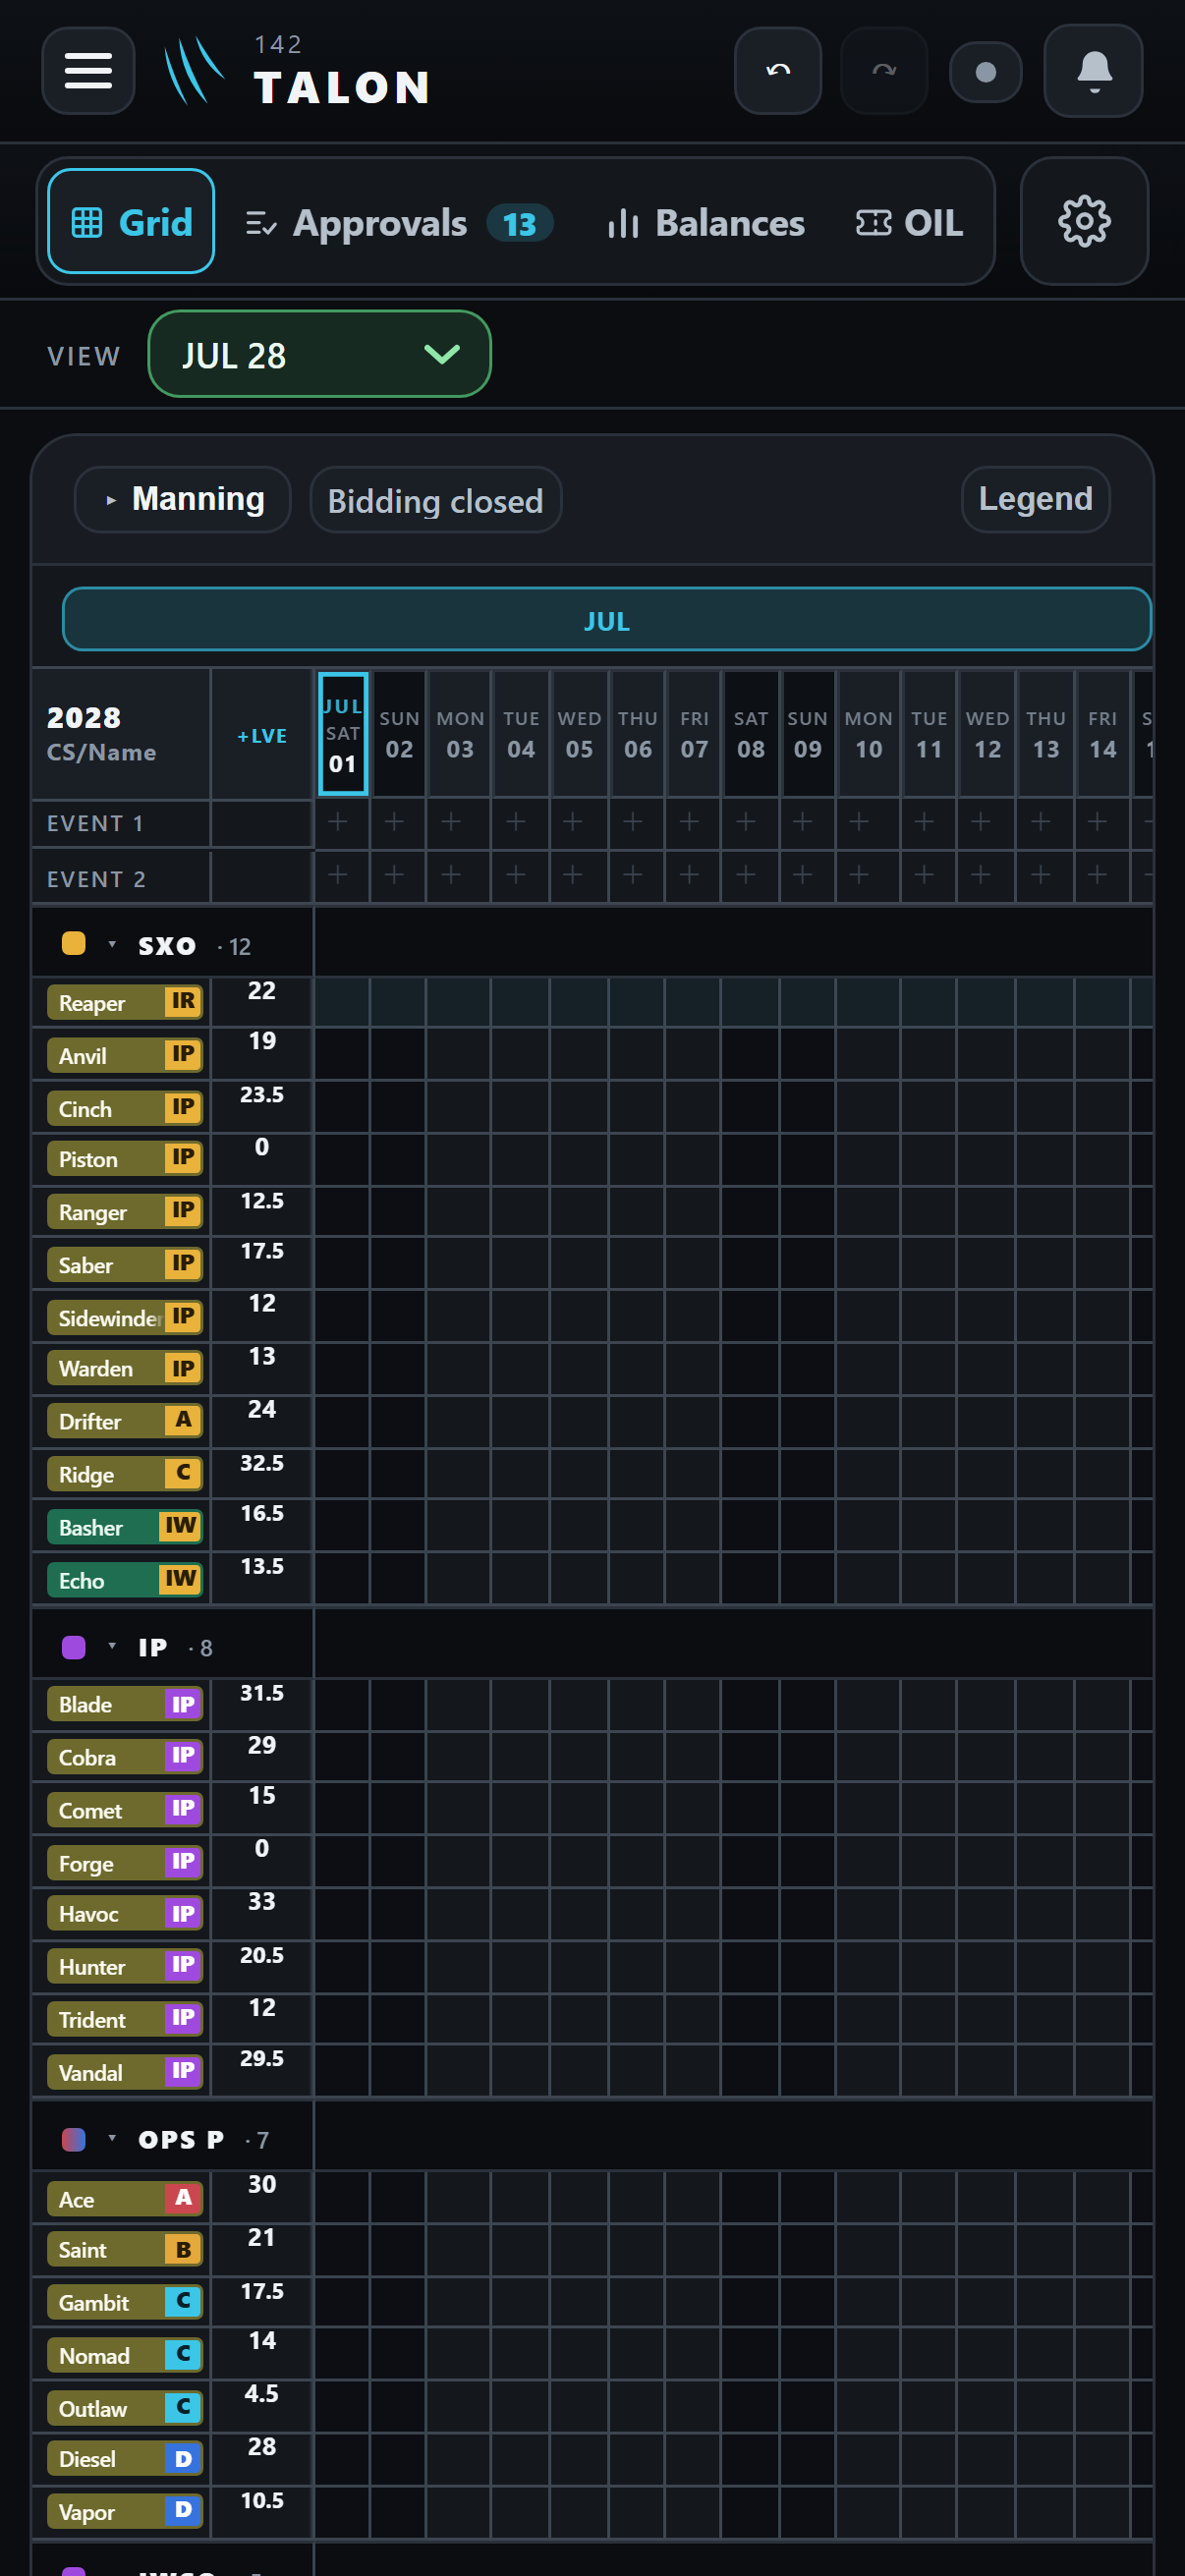 142
TALON
Grid
Approvals 13
Balances
OIL
VIEW JUL 28
Manning
Bidding closed
Legend
JUL
2028
CS/Name
+LVE
JUL SAT 01
SUN 02
MON 03
TUE 04
WED 05
THU 06
FRI 07
SAT 08
SUN 09
MON 10
TUE 11
WED 12
THU 13
FRI 14
EVENT 1 + + + + + + + + + + + + + +
EVENT 2 + + + + + + + + + + + + + +
SXO · 12
Reaper IR 22
Anvil IP 19
Cinch IP 23.5
Piston IP 0
Ranger IP 12.5
Saber IP 17.5
Sidewinder IP 12
Warden IP 13
Drifter A 24
Ridge C 32.5
Basher IW 16.5
Echo IW 13.5
IP · 8
Blade IP 31.5
Cobra IP 29
Comet IP 15
Forge IP 0
Havoc IP 33
Hunter IP 20.5
Trident IP 12
Vandal IP 29.5
OPS P · 7
Ace A 30
Saint B 21
Gambit C 17.5
Nomad C 14
Outlaw C 4.5
Diesel D 28
Vapor D 10.5